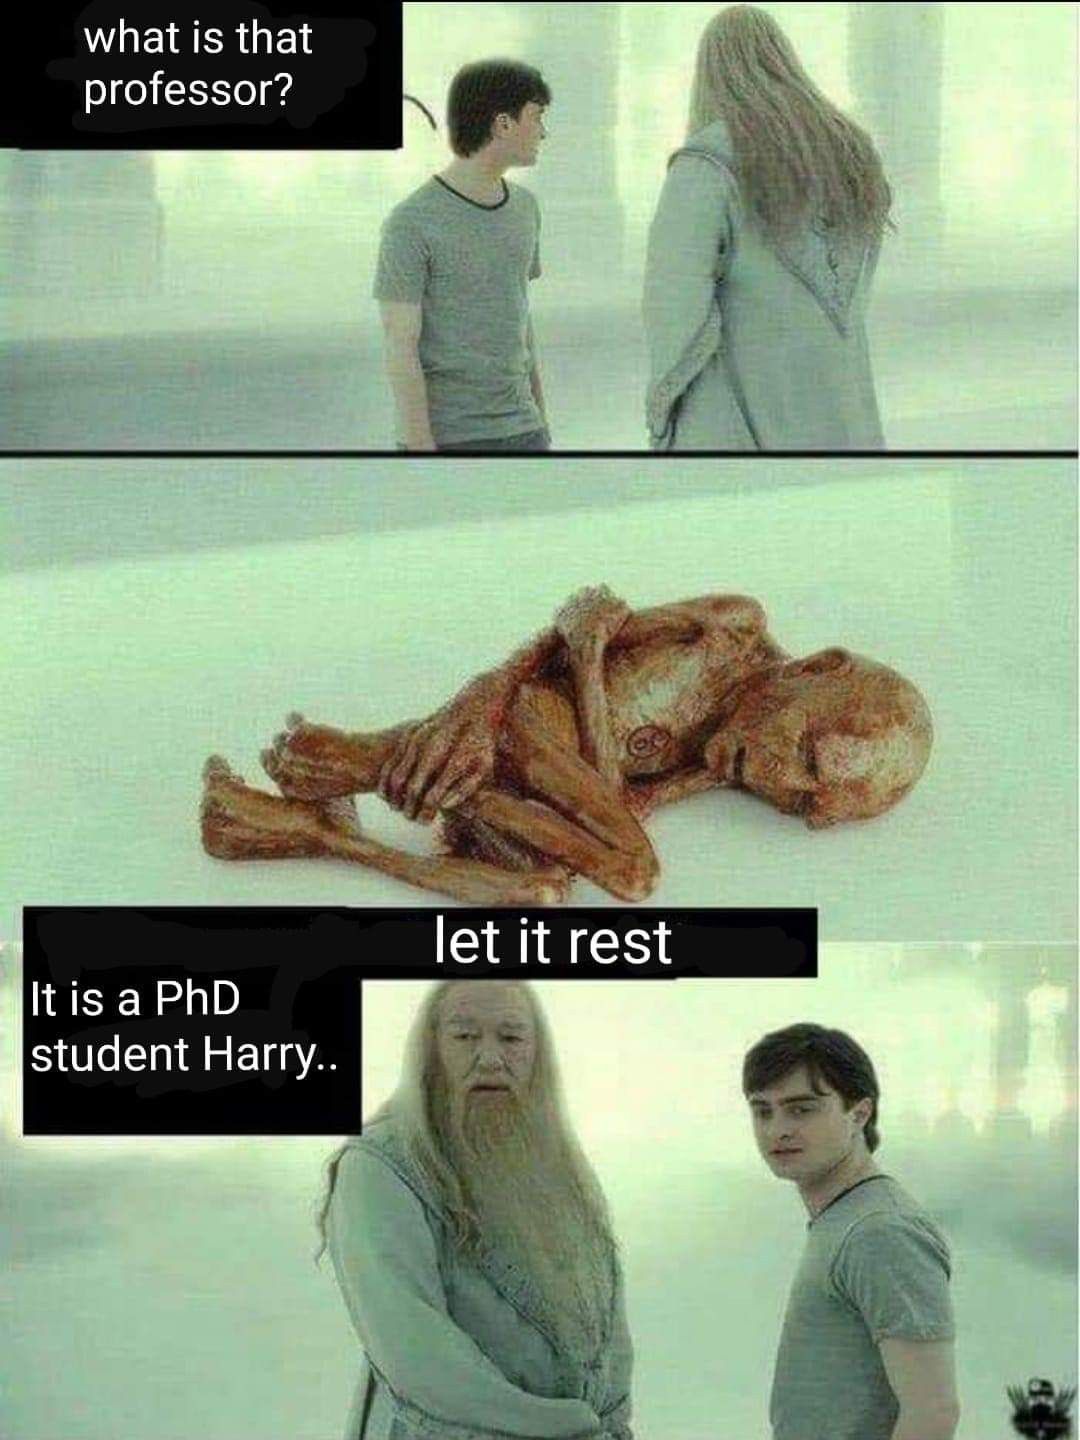 what is that
professor?
let it rest
It is a PhD
student Harry..